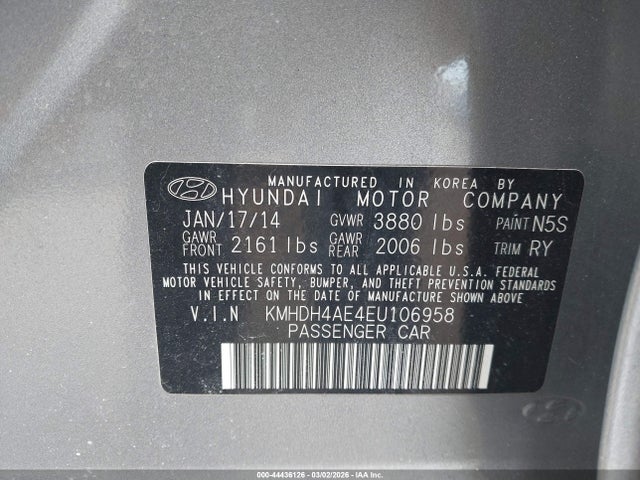 MANUFACTURED IN KOREA BY
HYUNDAI MOTOR COMPANY
JAN/17/14 GVWR 3880 lbs PAINT N5S
GAWR FRONT 2161 lbs GAWR REAR 2006 lbs TRIM RY
THIS VEHICLE CONFORMS TO ALL APPLICABLE U.S.A. FEDERAL
MOTOR VEHICLE SAFETY, BUMPER, AND THEFT PREVENTION STANDARDS
IN EFFECT ON THE DATE OF MANUFACTURE SHOWN ABOVE
V.I.N KMHDH4AE4EU106958
PASSENGER CAR
000-44436126 - 03/02/2026 - IAA Inc.